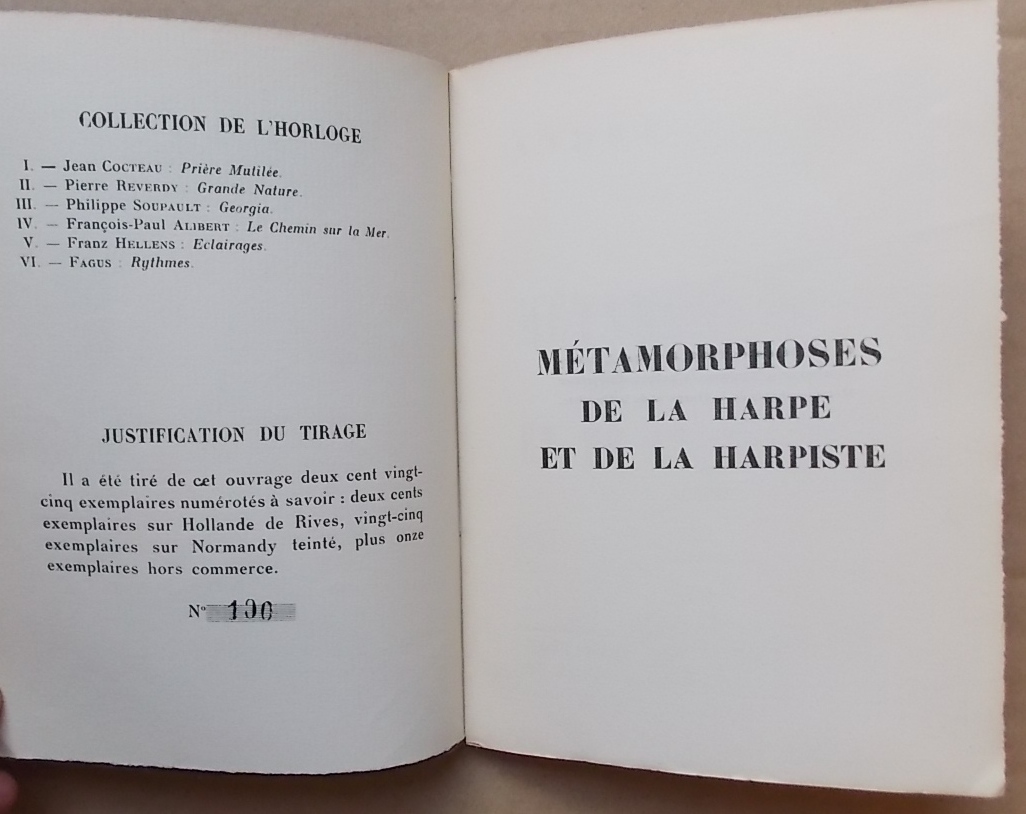 COLLECTION DE L'HORLOGE
I. — Jean COCTEAU : Prière Mutilée.
II. — Pierre REVERDY : Grande Nature.
III. — Philippe SOUPAULT : Georgia.
IV. — François-Paul ALIBERT : Le Chemin sur la Mer.
V. — Franz HELLENS : Eclairages.
VI. — FAGUS : Rythmes.
JUSTIFICATION DU TIRAGE
Il a été tiré de cet ouvrage deux cent vingt-
cinq exemplaires numérotés à savoir : deux cents
exemplaires sur Hollande de Rives, vingt-cinq
exemplaires sur Normandy teinté, plus onze
exemplaires hors commerce.
N° 190
MÉTAMORPHOSES
DE LA HARPE
ET DE LA HARPISTE